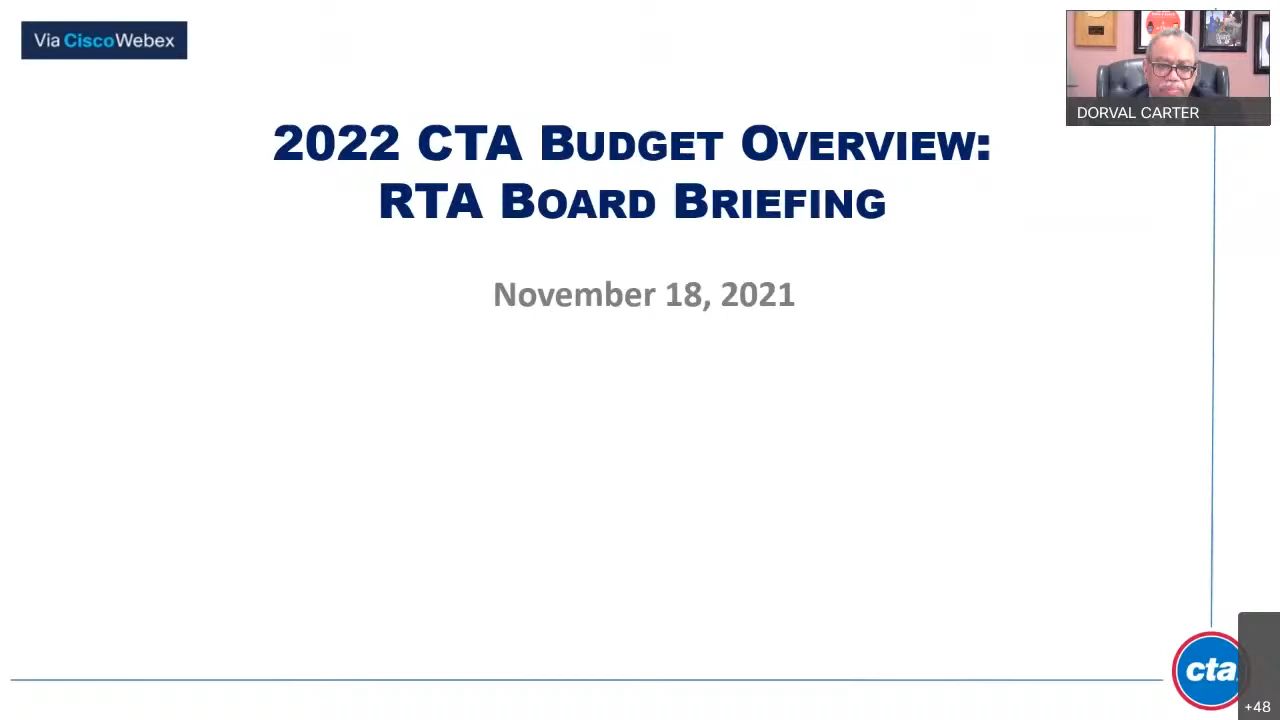 Via CiscoWebex
DORVAL CARTER
2022 CTA BUDGET OVERVIEW:
RTA BOARD BRIEFING
November 18, 2021
cta
+48